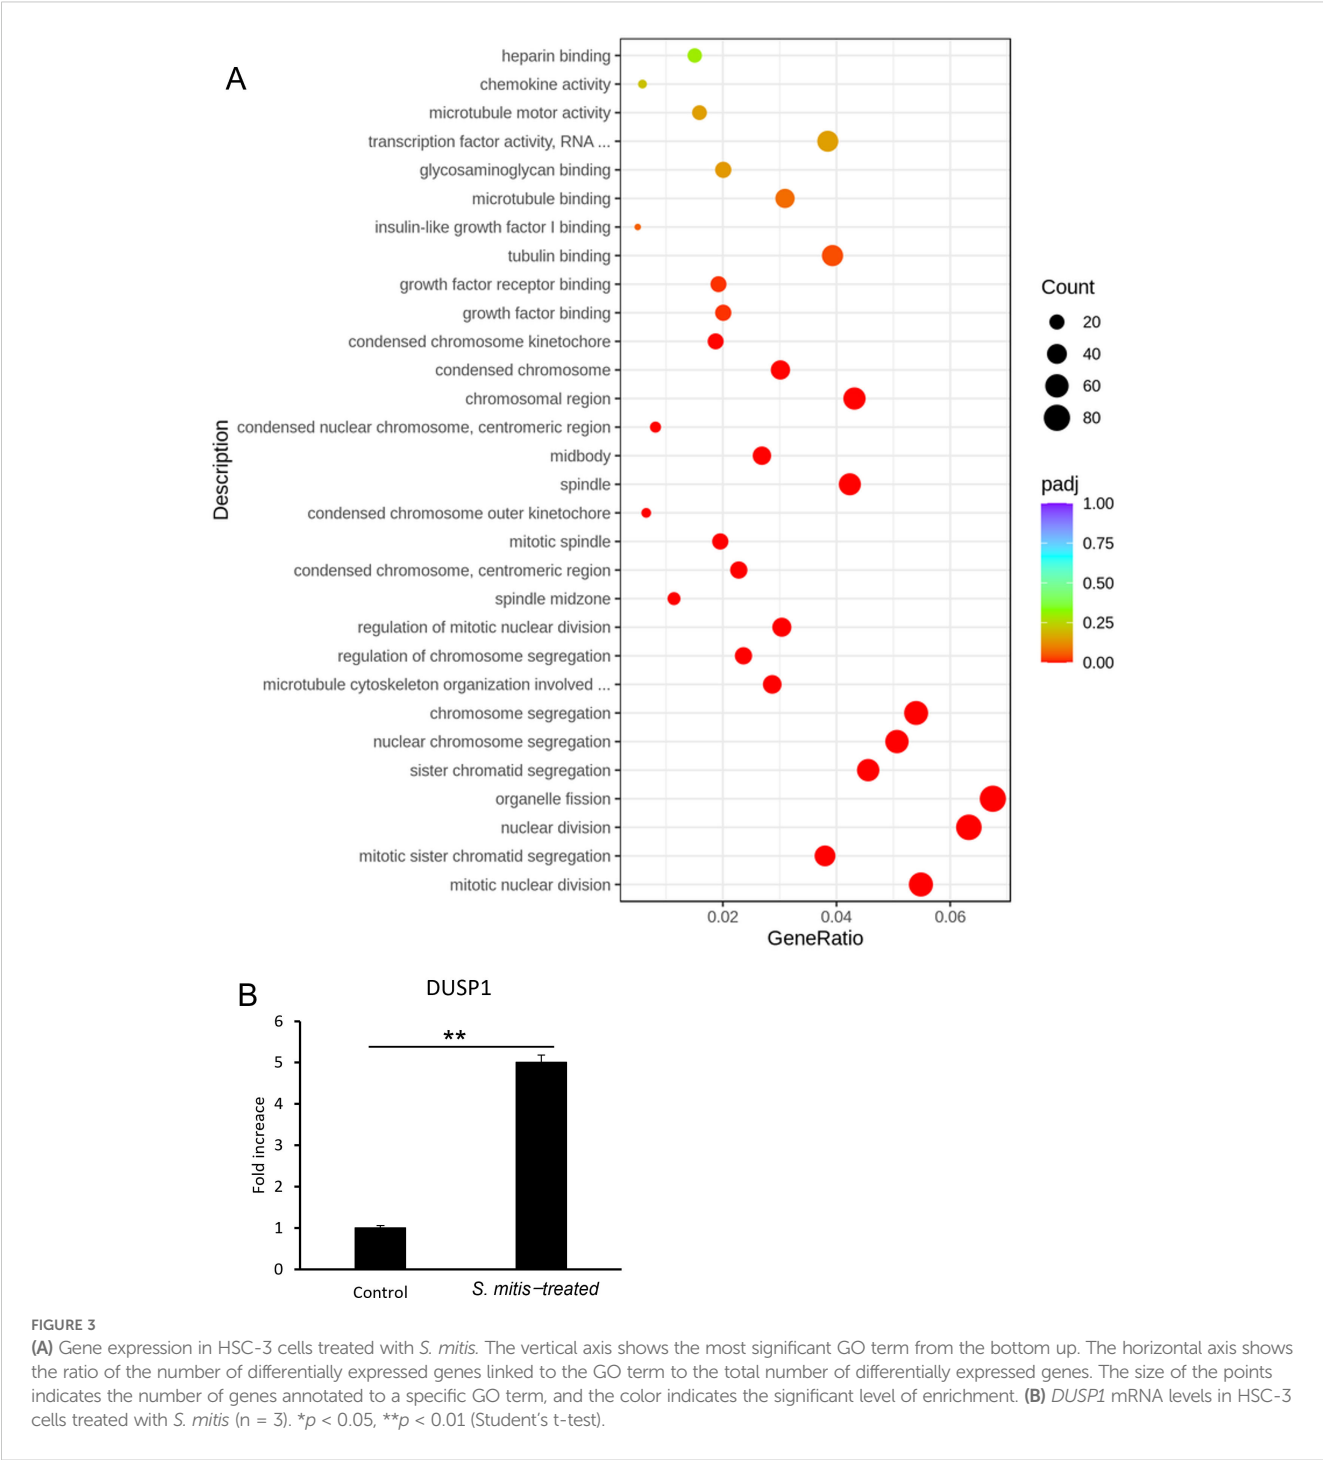 A
heparin binding
chemokine activity
microtubule motor activity
transcription factor activity, RNA ...
glycosaminoglycan binding
microtubule binding
insulin-like growth factor I binding
tubulin binding
growth factor receptor binding
growth factor binding
condensed chromosome kinetochore
condensed chromosome
chromosomal region
condensed nuclear chromosome, centromeric region
midbody
spindle
condensed chromosome outer kinetochore
mitotic spindle
condensed chromosome, centromeric region
spindle midzone
regulation of mitotic nuclear division
regulation of chromosome segregation
microtubule cytoskeleton organization involved ...
chromosome segregation
nuclear chromosome segregation
sister chromatid segregation
organelle fission
nuclear division
mitotic sister chromatid segregation
mitotic nuclear division
Description
0.02 0.04 0.06
GeneRatio
Count
20
40
60
80
padj
1.00
0.75
0.50
0.25
0.00
B
DUSP1
**
Fold increace
6
5
4
3
2
1
0
Control S. mitis–treated
FIGURE 3
(A) Gene expression in HSC-3 cells treated with S. mitis. The vertical axis shows the most significant GO term from the bottom up. The horizontal axis shows
the ratio of the number of differentially expressed genes linked to the GO term to the total number of differentially expressed genes. The size of the points
indicates the number of genes annotated to a specific GO term, and the color indicates the significant level of enrichment. (B) DUSP1 mRNA levels in HSC-3
cells treated with S. mitis (n = 3). *p < 0.05, **p < 0.01 (Student's t-test).